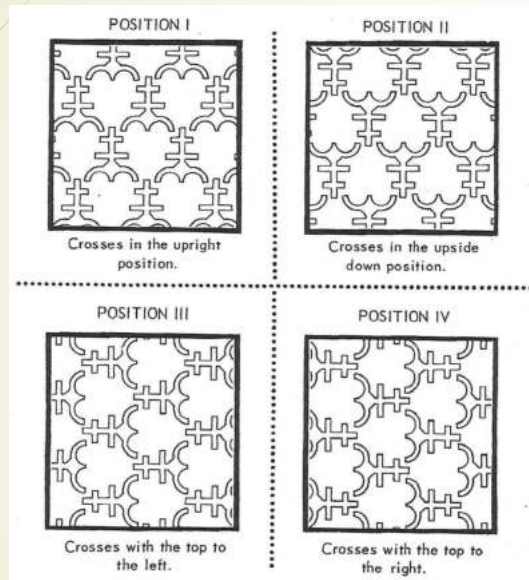 POSITION I
POSITION II
Crosses in the upright
position.
Crosses in the upside
down position.
POSITION III
POSITION IV
Crosses with the top to
the left.
Crosses with the top to
the right.